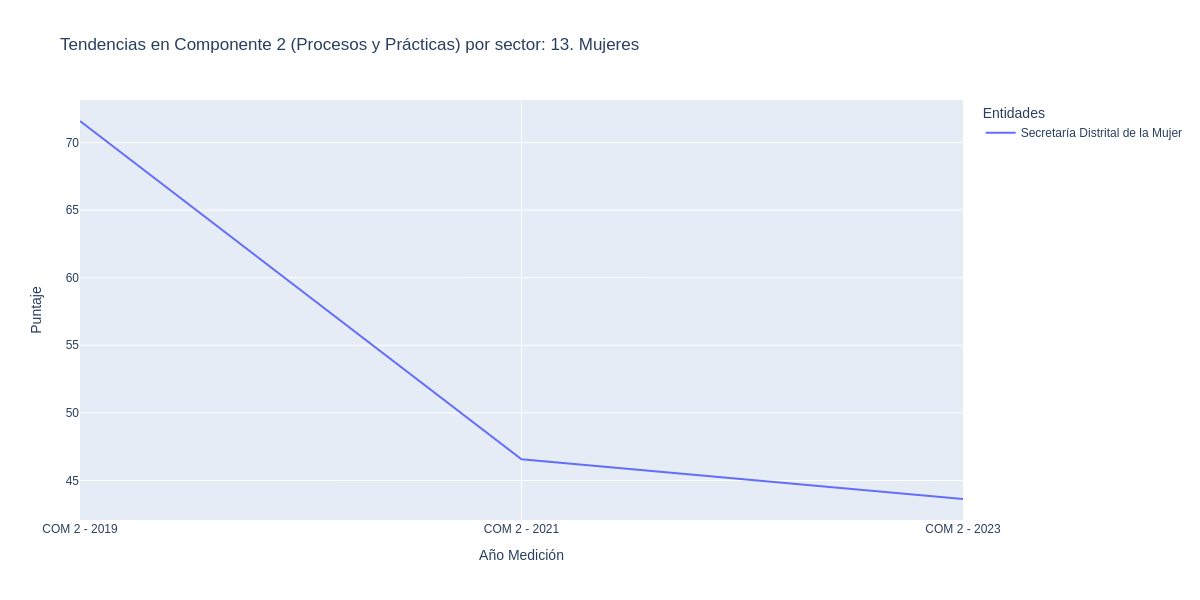 Tendencias en Componente 2 (Procesos y Prácticas) por sector: 13. Mujeres
Entidades
Secretaría Distrital de la Mujer
70
65
60
55
50
45
Puntaje
COM 2 - 2019
COM 2 - 2021
COM 2 - 2023
Año Medición